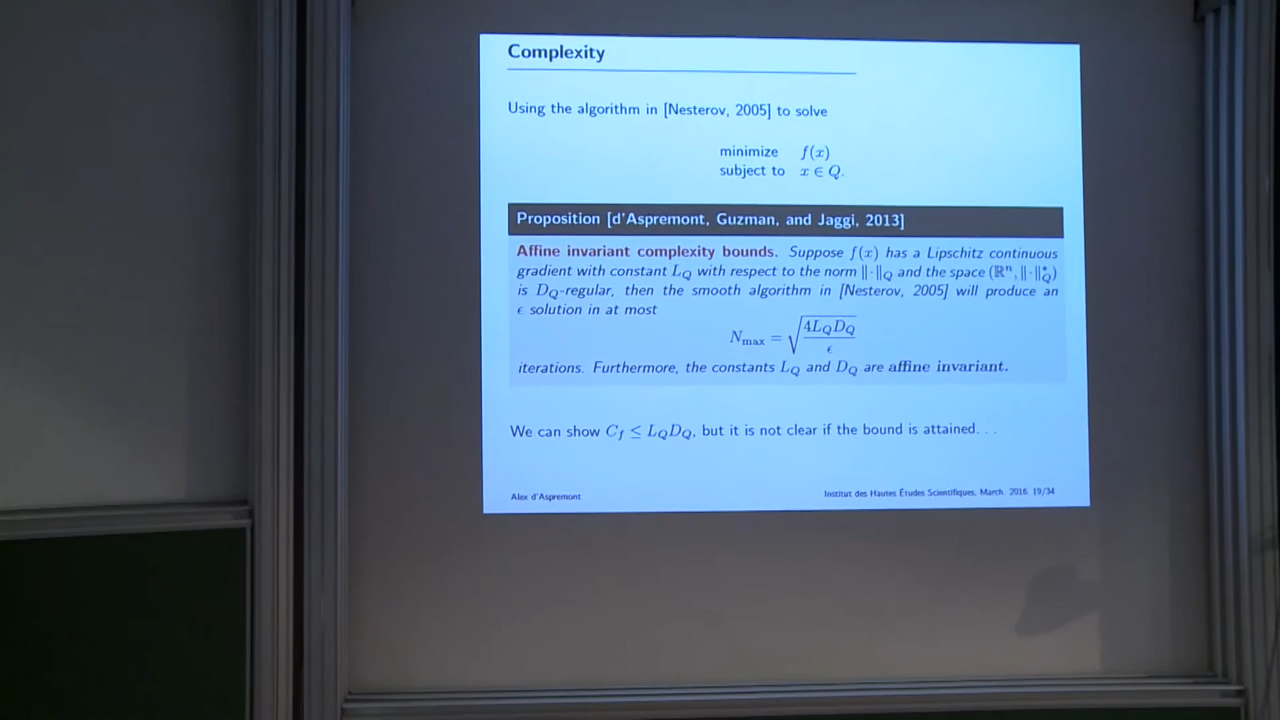 Complexity
Using the algorithm in [Nesterov, 2005] to solve
minimize f(x)
subject to x ∈ Q.
Proposition [d'Aspremont, Guzman, and Jaggi, 2013]
Affine invariant complexity bounds. Suppose f(x) has a Lipschitz continuous
gradient with constant L_Q with respect to the norm ‖·‖_Q and the space (ℝⁿ, ‖·‖*_Q)
is D_Q-regular, then the smooth algorithm in [Nesterov, 2005] will produce an
ϵ solution in at most
N_max = √(4L_Q D_Q / ϵ)
iterations. Furthermore, the constants L_Q and D_Q are affine invariant.
We can show C_f ≤ L_Q D_Q, but it is not clear if the bound is attained. . .
Alex d'Aspremont
Institut des Hautes Études Scientifiques, March. 2016. 19/34